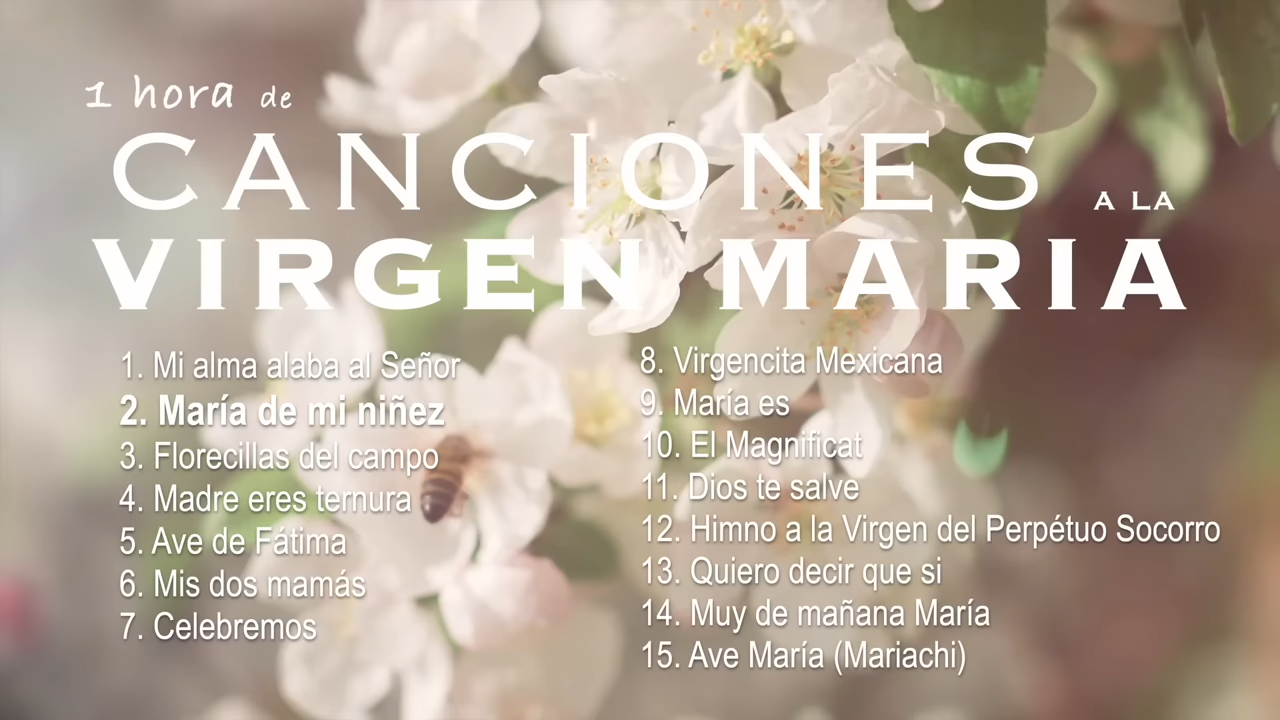 1 hora de
CANCIONES A LA
VIRGEN MARIA
1. Mi alma alaba al Señor
2. María de mi niñez
3. Florecillas del campo
4. Madre eres ternura
5. Ave de Fátima
6. Mis dos mamás
7. Celebremos
8. Virgencita Mexicana
9. María es
10. El Magnificat
11. Dios te salve
12. Himno a la Virgen del Perpétuo Socorro
13. Quiero decir que si
14. Muy de mañana María
15. Ave María (Mariachi)